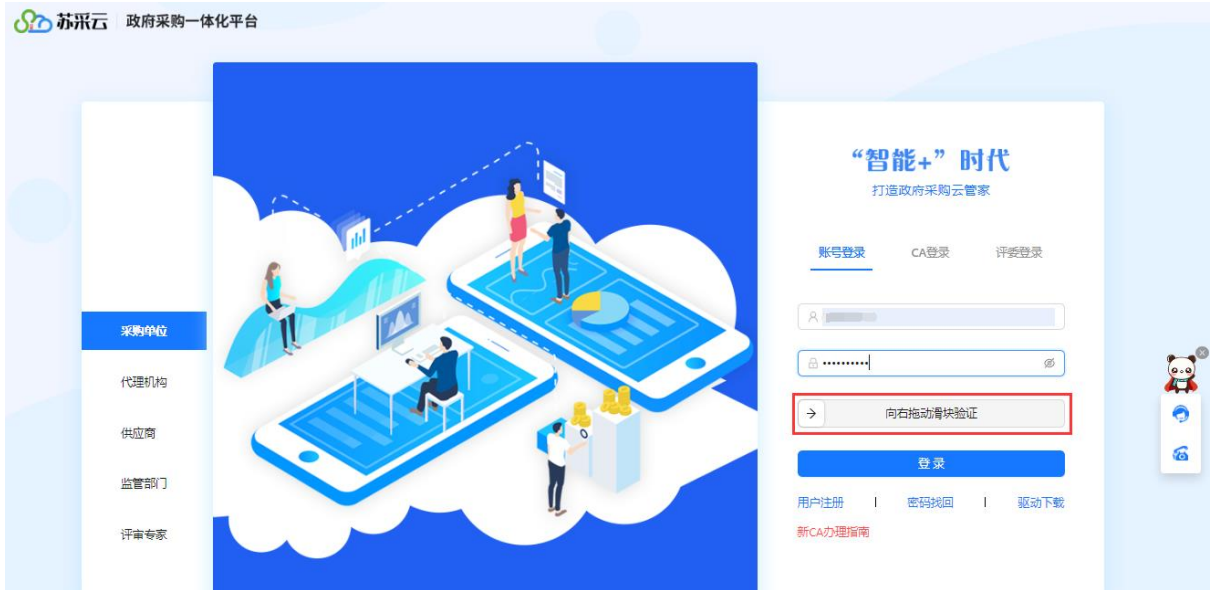 苏采云 政府采购一体化平台
“智能+”时代
打造政府采购云管家
账号登录 CA登录 评委登录
采购单位
代理机构
供应商
监管部门
评审专家
向右拖动滑块验证
登录
用户注册 | 密码找回 | 驱动下载
新CA办理指南